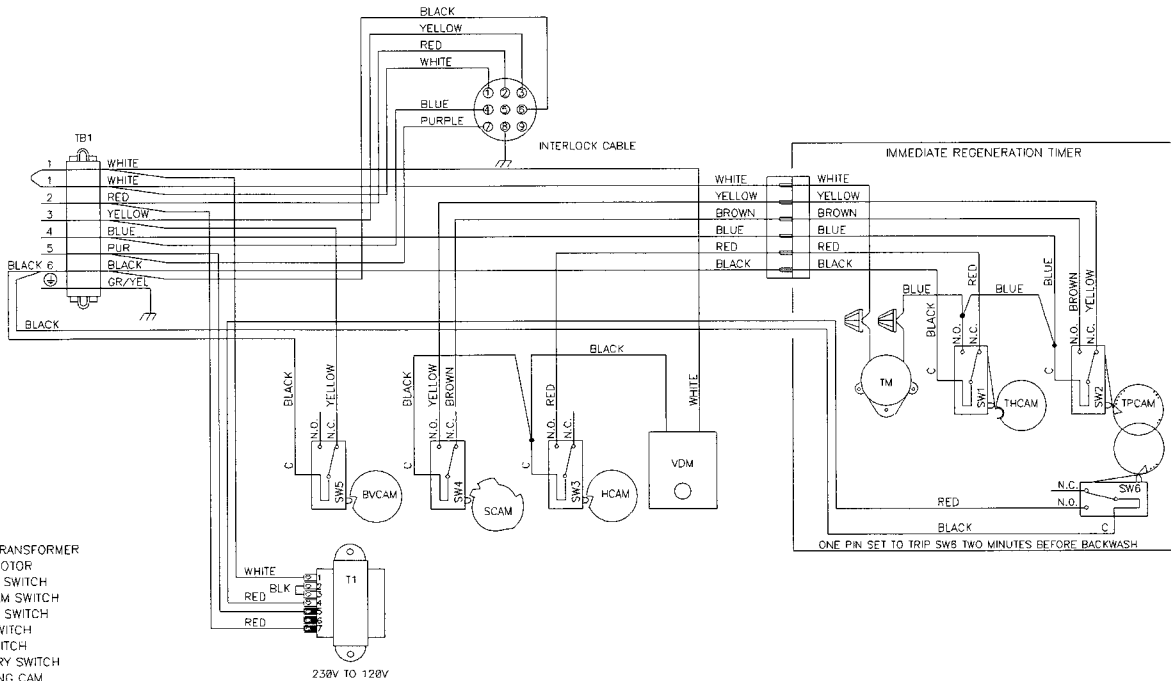 BLACK
YELLOW
RED
WHITE
1 2 3
BLUE
4 5 6
PURPLE
7 8 9
INTERLOCK CABLE
TB1
1 WHITE
1 WHITE
2 RED
3 YELLOW
4 BLUE
5 PUR
BLACK 6 BLACK
GR/YEL
BLACK
IMMEDIATE REGENERATION TIMER
WHITE WHITE
YELLOW YELLOW
BROWN BROWN
BLUE BLUE
RED RED
BLACK BLACK
BLUE
BLACK
RED
BLUE
BLUE
BROWN
YELLOW
N.O.
N.C.
N.O.
N.C.
C
C
TM
SW1
THCAM
SW2
TPCAM
BLACK
YELLOW
BLACK
YELLOW
BROWN
BLACK
RED
WHITE
N.O.
N.C.
N.O.
N.C.
N.O.
N.C.
C
C
C
SW5
BVCAM
SW4
SCAM
SW3
HCAM
VDM
N.C.
N.O.
SW6
RED
BLACK
C
ONE PIN SET TO TRIP SW6 TWO MINUTES BEFORE BACKWASH
RANSFORMER
OTOR
SWITCH
M SWITCH
SWITCH
WITCH
ITCH
RY SWITCH
NG CAM
WHITE
BLK
RED
RED
T1
230V TO 120V